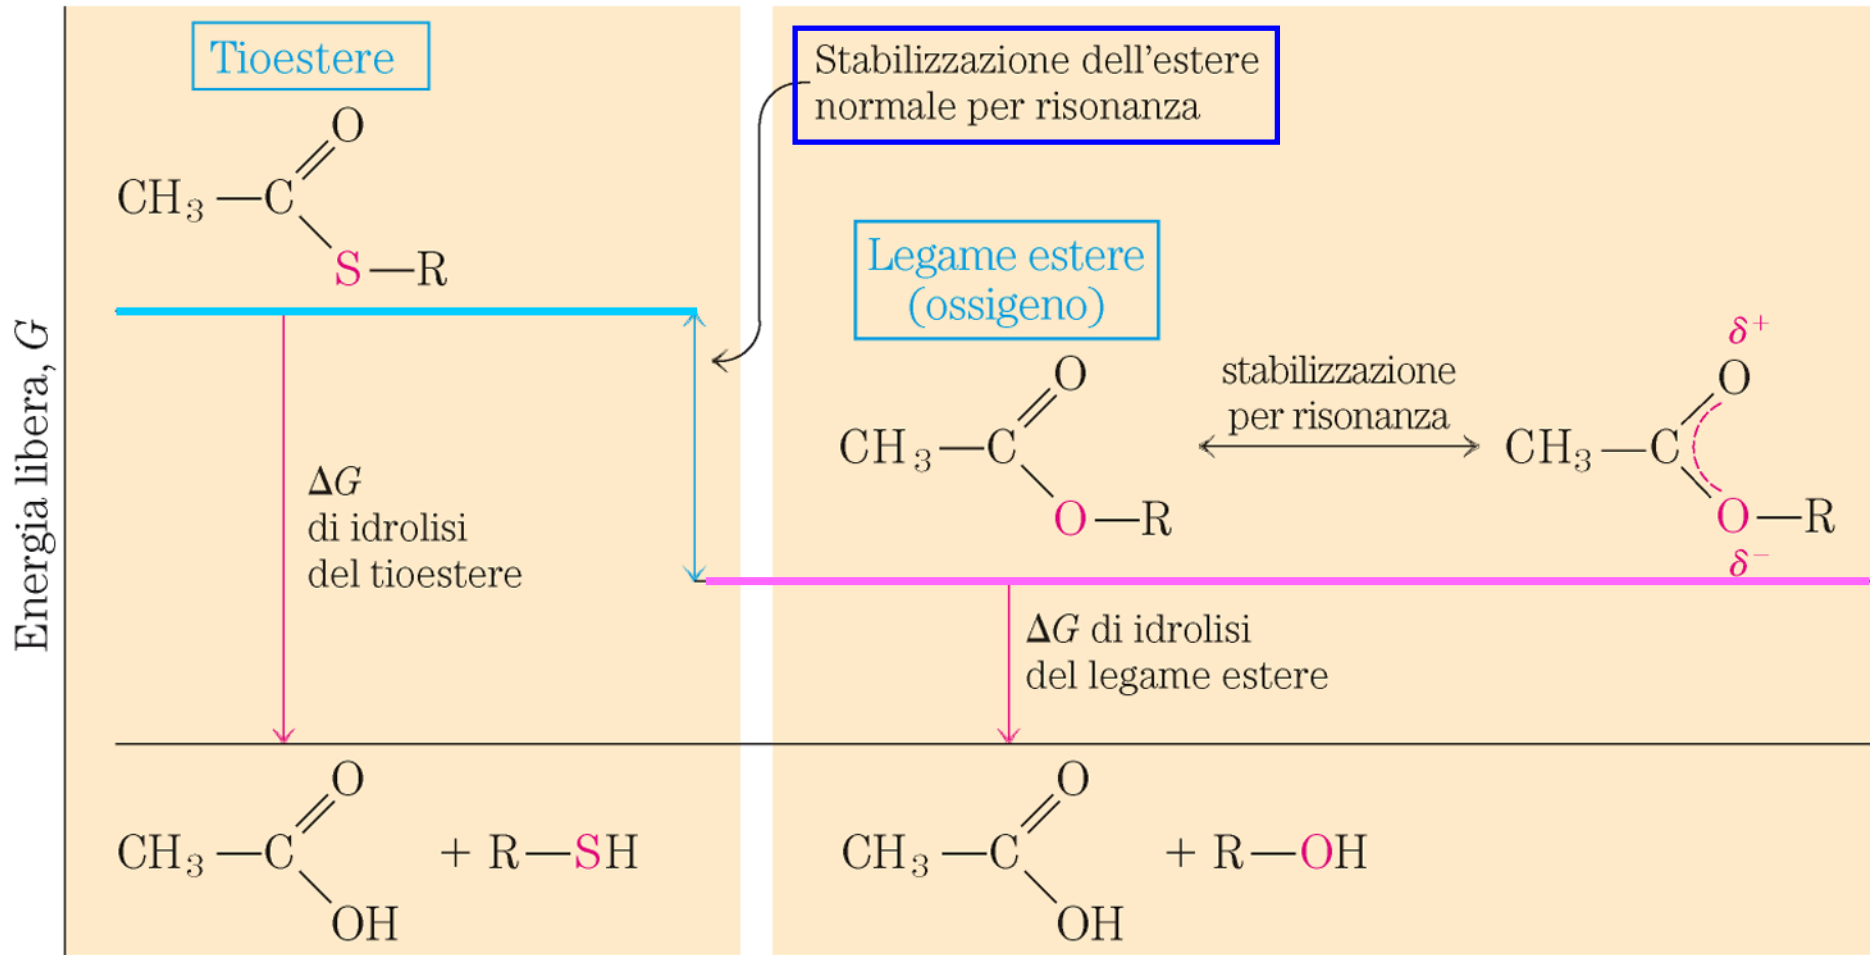 Energia libera, G
Tioestere
O
CH₃—C
S—R
ΔG
di idrolisi
del tioestere
CH₃—C
O
OH
+ R—SH
Stabilizzazione dell'estere
normale per risonanza
Legame estere
(ossigeno)
O
CH₃—C
O—R
stabilizzazione
per risonanza
δ⁺
O
CH₃—C
O—R
δ⁻
ΔG di idrolisi
del legame estere
O
CH₃—C
OH
+ R—OH